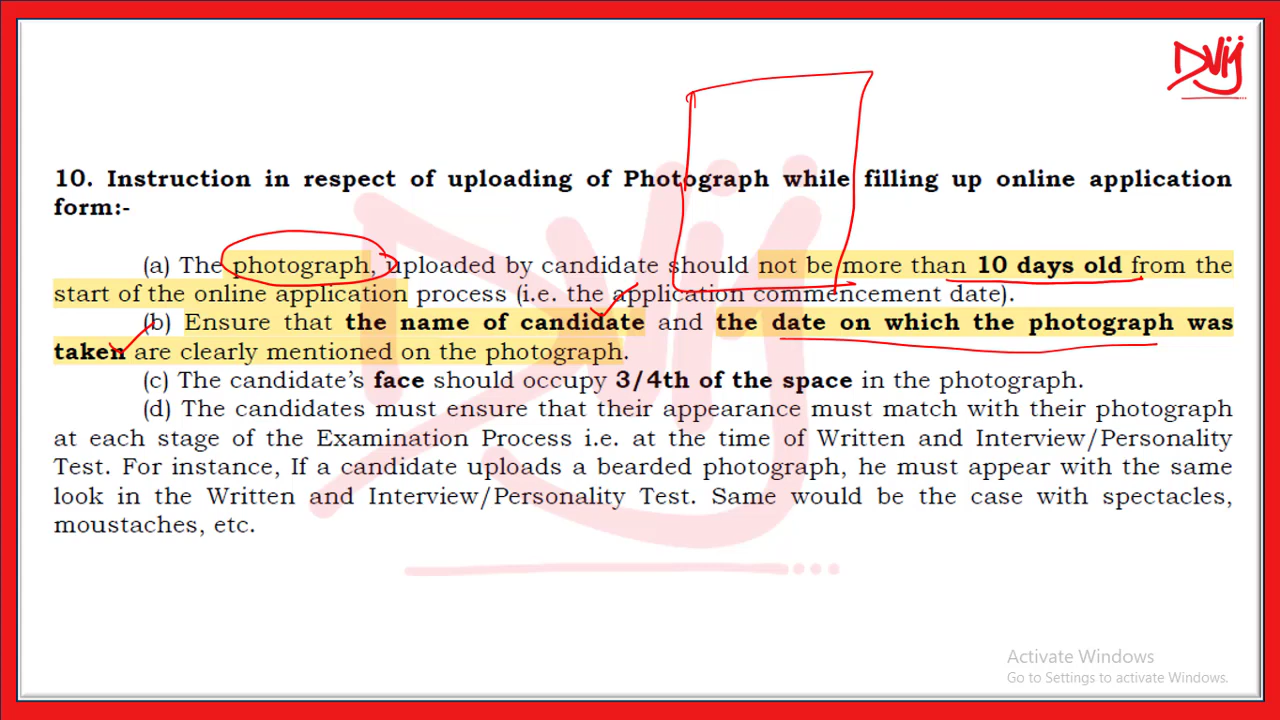 Dvij
10. Instruction in respect of uploading of Photograph while filling up online application
form:-
(a) The photograph, uploaded by candidate should not be more than 10 days old from the
start of the online application process (i.e. the application commencement date).
(b) Ensure that the name of candidate and the date on which the photograph was
taken are clearly mentioned on the photograph.
(c) The candidate’s face should occupy 3/4th of the space in the photograph.
(d) The candidates must ensure that their appearance must match with their photograph
at each stage of the Examination Process i.e. at the time of Written and Interview/Personality
Test. For instance, If a candidate uploads a bearded photograph, he must appear with the same
look in the Written and Interview/Personality Test. Same would be the case with spectacles,
moustaches, etc.
Activate Windows
Go to Settings to activate Windows.